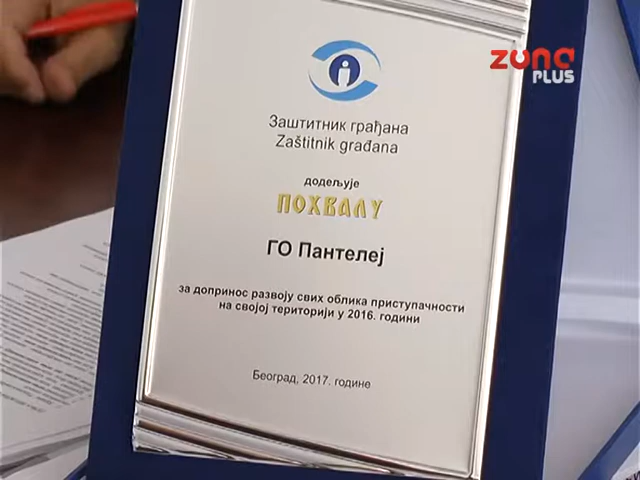 zona
PLUS
Заштитник грађана
Zaštitnik građana
додељује
ПОХВАЛУ
ГО Пантелеј
за допринос развоју свих облика приступачности
на својој територији у 2016. години
Београд, 2017. године